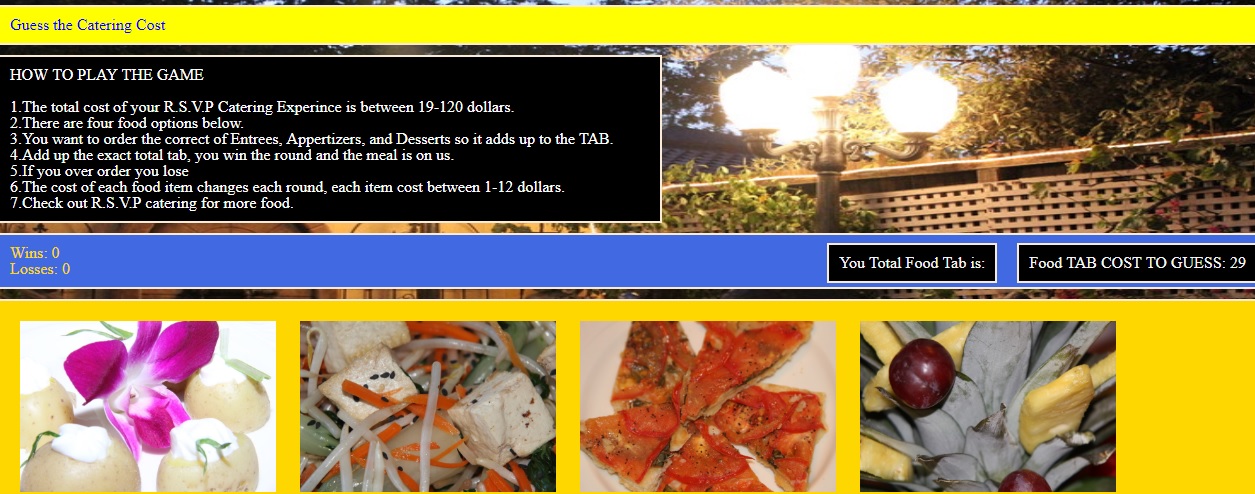 Guess the Catering Cost
HOW TO PLAY THE GAME
1.The total cost of your R.S.V.P Catering Experince is between 19-120 dollars.
2.There are four food options below.
3.You want to order the correct of Entrees, Appertizers, and Desserts so it adds up to the TAB.
4.Add up the exact total tab, you win the round and the meal is on us.
5.If you over order you lose
6.The cost of each food item changes each round, each item cost between 1-12 dollars.
7.Check out R.S.V.P catering for more food.
Wins: 0
Losses: 0
You Total Food Tab is:
Food TAB COST TO GUESS: 29